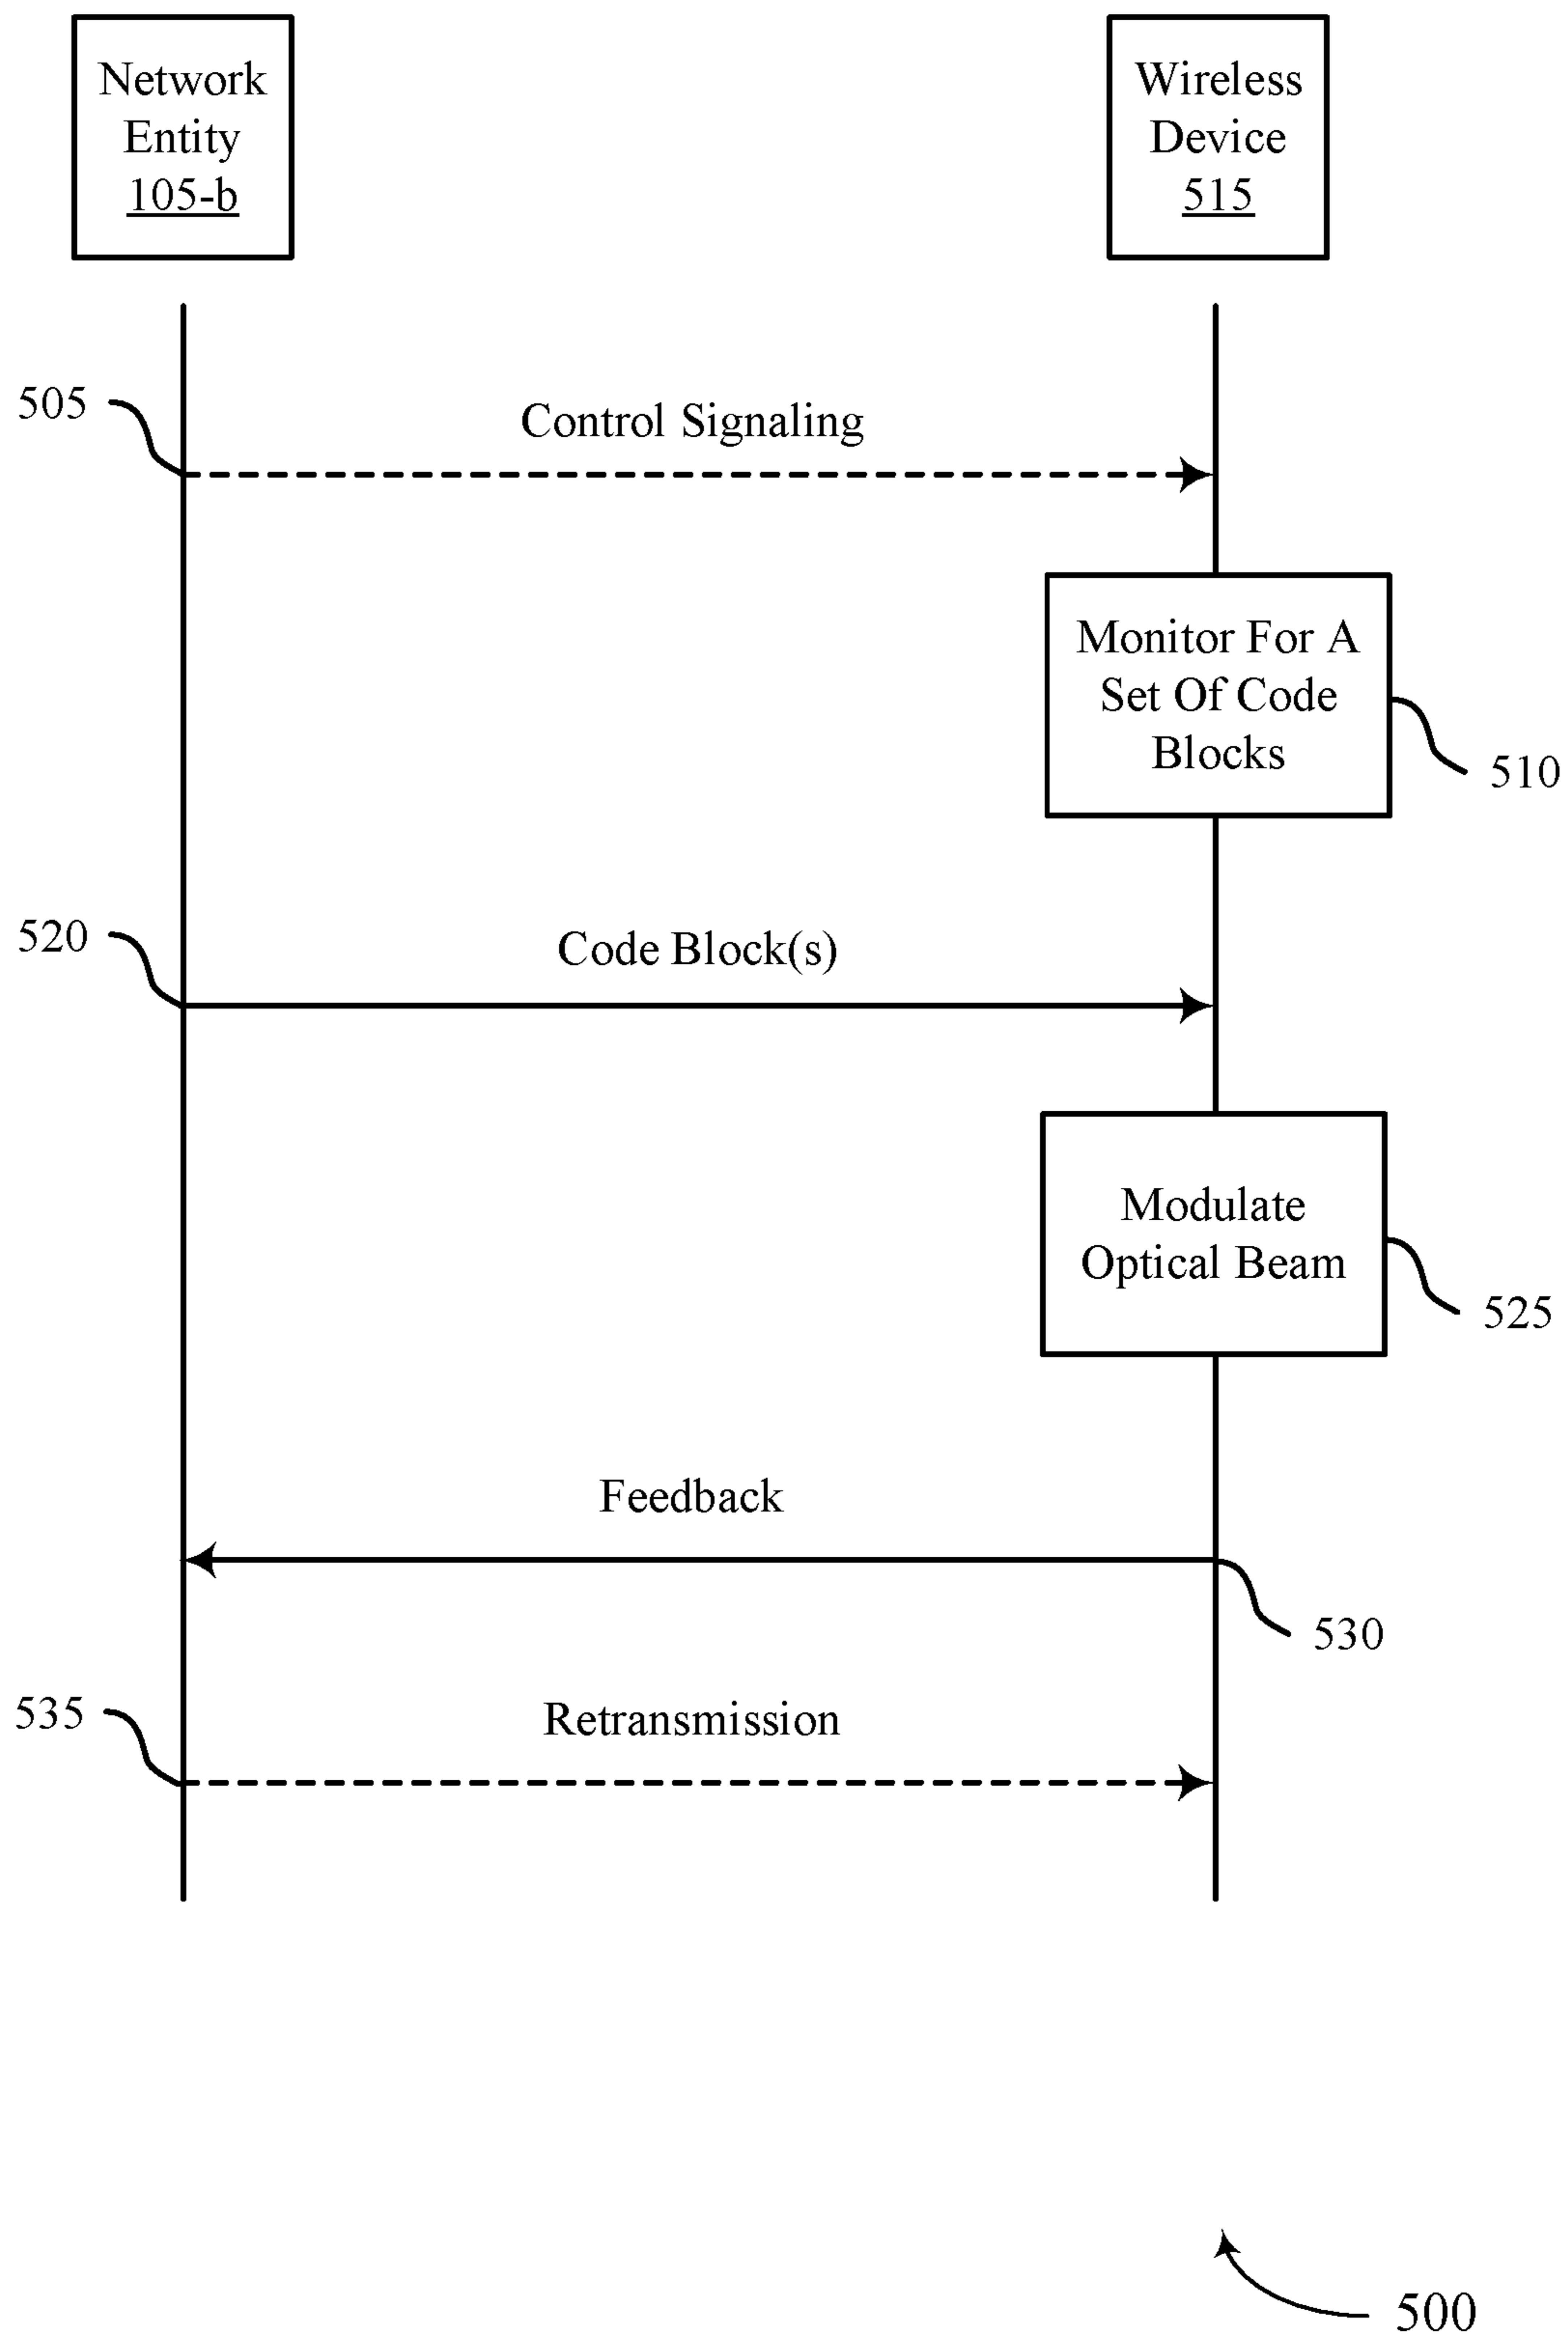 Network
Entity
105-b
Wireless
Device
515
505
Control Signaling
Monitor For A
Set Of Code
Blocks
510
520
Code Block(s)
Modulate
Optical Beam
525
Feedback
530
535
Retransmission
500